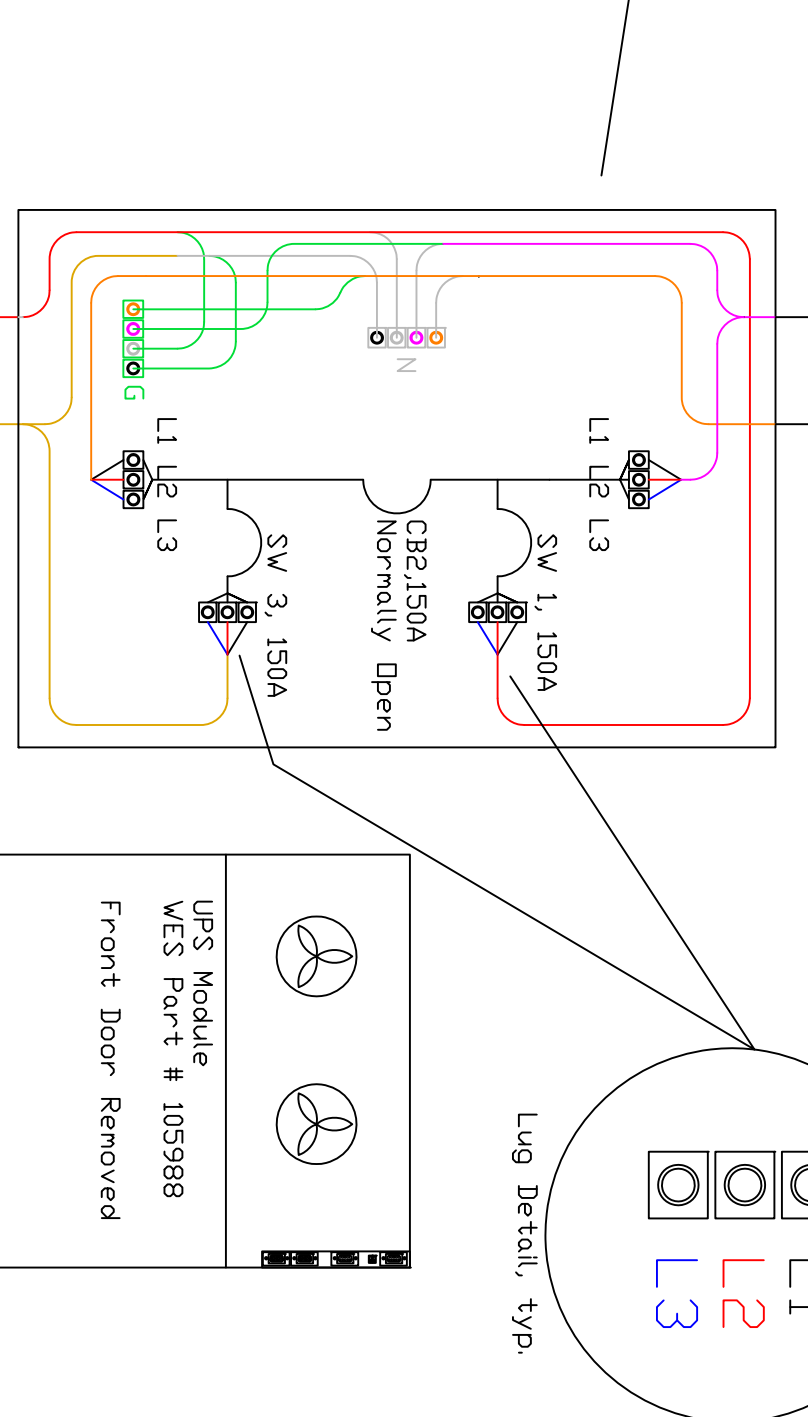 G
N
L1
L2
L3
L1
L2
L3
SW 3, 150A
CB2,150A
Normally Open
SW 1, 150A
UPS Module
WES Part # 105988
Front Door Removed
Lug Detail, typ.
L1
L2
L3